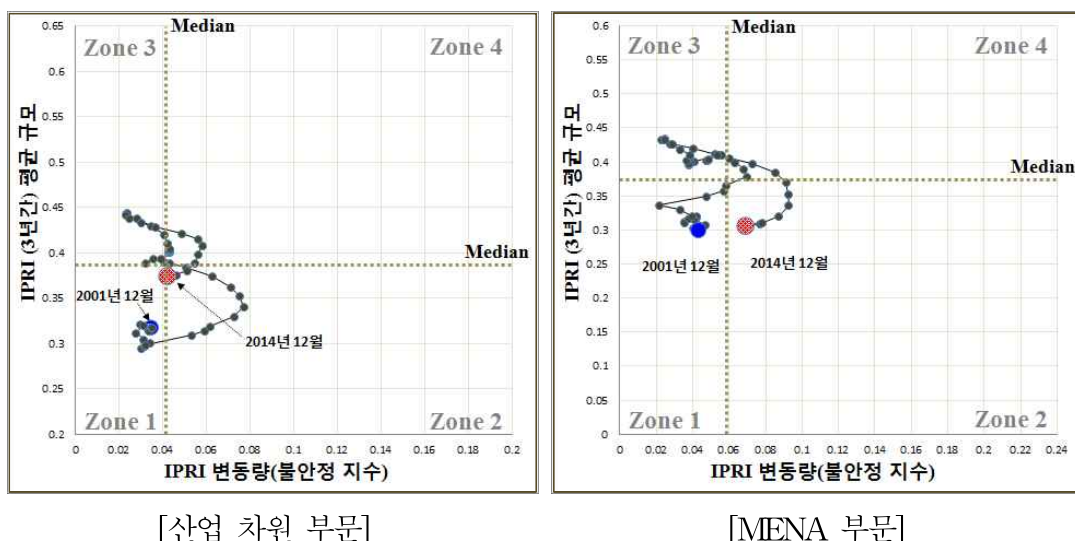 Median
Zone 3
Zone 4
0.65
0.6
0.55
0.5
0.45
0.4
0.35
0.3
0.25
0.2
IPRI (3년간) 평균 규모
Median
2001년 12월
2014년 12월
Zone 1
Zone 2
0 0.02 0.04 0.06 0.08 0.1 0.12 0.14 0.16 0.18 0.2
IPRI 변동량(불안정 지수)
[산업 차원 부문]
Median
Zone 3
Zone 4
0.6
0.55
0.5
0.45
0.4
0.35
0.3
0.25
0.2
0.15
0.1
0.05
0
IPRI (3년간) 평균 규모
Median
2001년 12월
2014년 12월
Zone 1
Zone 2
0 0.02 0.04 0.06 0.08 0.1 0.12 0.14 0.16 0.18 0.2 0.22 0.24
IPRI 변동량(불안정 지수)
[MENA 부문]